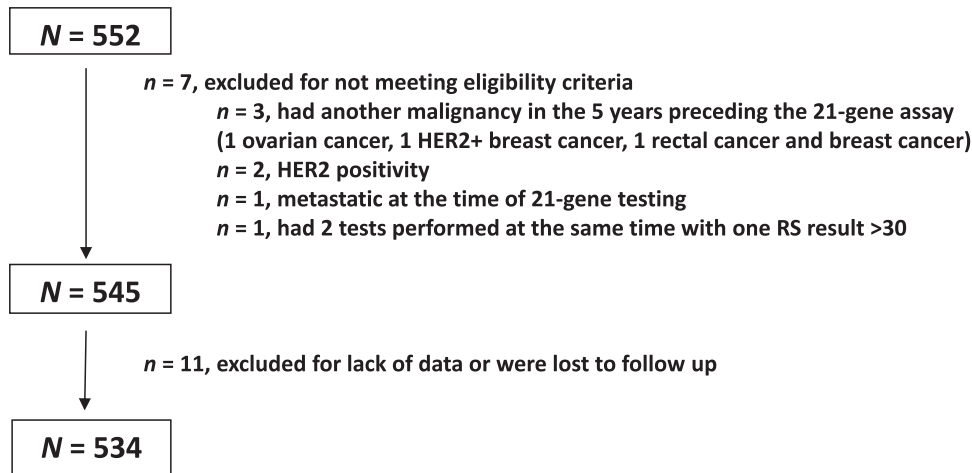 N = 552
n = 7, excluded for not meeting eligibility criteria
n = 3, had another malignancy in the 5 years preceding the 21-gene assay
(1 ovarian cancer, 1 HER2+ breast cancer, 1 rectal cancer and breast cancer)
n = 2, HER2 positivity
n = 1, metastatic at the time of 21-gene testing
n = 1, had 2 tests performed at the same time with one RS result >30
N = 545
n = 11, excluded for lack of data or were lost to follow up
N = 534